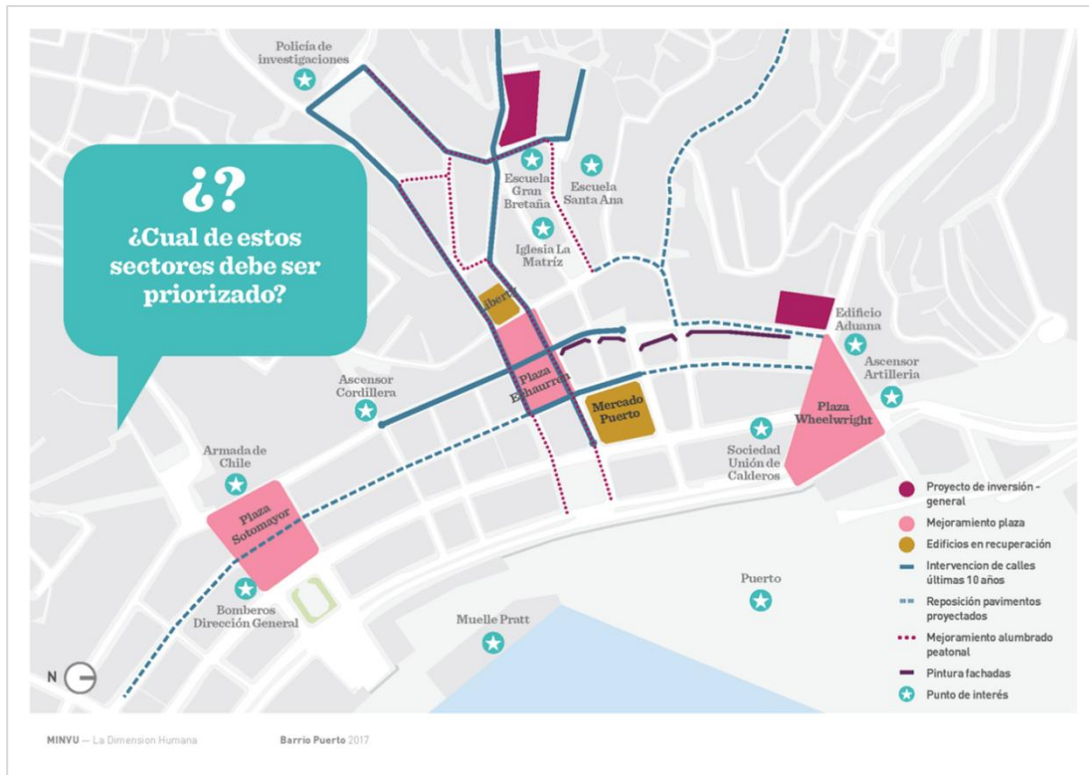 Policía de
investigaciones
¿?
¿Cual de estos
sectores debe ser
priorizado?
Escuela
Gran
Bretaña
Escuela
Santa Ana
Iglesia La
Matríz
Edificio
Aduana
Ascensor
Artilleria
Ascensor
Cordillera
Plaza
Echaurren
Mercado
Puerto
Plaza
Wheelwright
Sociedad
Unión de
Calderos
Armada de
Chile
Plaza
Sotomayor
Bomberos
Dirección General
Muelle Pratt
Puerto
Proyecto de inversión -
general
Mejoramiento plaza
Edificios en recuperación
Intervencion de calles
últimas 10 años
Reposición pavimentos
proyectados
Mejoramiento alumbrado
peatonal
Pintura fachadas
Punto de interés
N
MINVU — La Dimension Humana
Barrio Puerto 2017